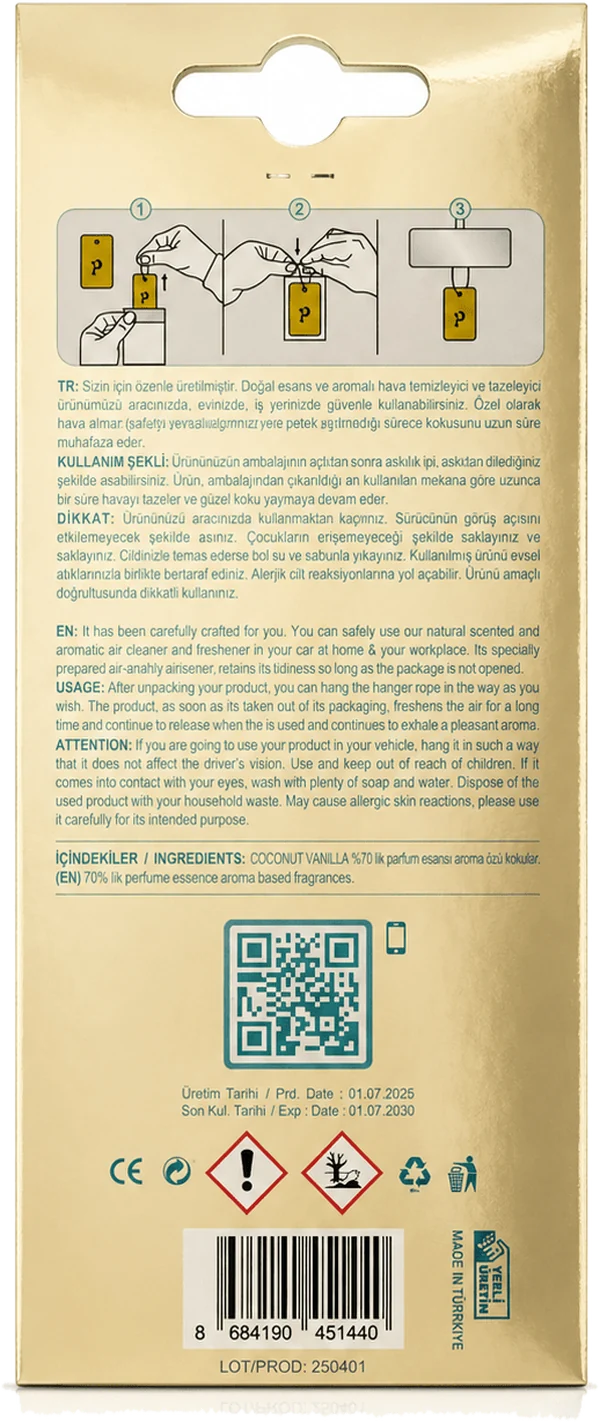 1 2 3
P P P P
TR: Sizin için özenle üretilmiştir. Doğal esans ve aromalı hava temizleyici ve tazeleyici
ürünümüzü aracınızda, evinizde, iş yerinizde güvenle kullanabilirsiniz. Özel olarak
hava almaz petek sürece kokusunu uzun süre
muhafaza eder.
KULLANIM ŞEKLİ: Ürününüzün ambalajının sonra askılık ipi, dilediğiniz
şekilde asabilirsiniz. Ürün, ambalajından çıkarıldığı an kullanılan mekana göre uzunca
bir süre havayı tazeler ve güzel koku yaymaya devam eder.
DİKKAT: Ürününüzü aracınızda kullanmaktan Sürücünün görüş açısını
etkilemeyecek şekilde asınız. Çocukların erişemeyeceği şekilde saklayınız ve
saklayınız. Cildinizle temas ederse bol su ve sabunla yıkayınız. Kullanılmış ürünü evsel
atıklarınızla birlikte bertaraf ediniz. Alerjik cilt reaksiyonlarına yol açabilir. Ürünü amaçlı
doğrultusunda dikkatli kullanınız.
EN: It has been carefully crafted for you. You can safely use our natural scented and
aromatic air cleaner and freshener in your car at home & your workplace. Its specially
prepared air-anahly airisener, retains its tidiness so long as the package is not opened.
USAGE: After unpacking your product, you can hang the hanger rope in the way as you
wish. The product, as soon as its taken out of its packaging, freshens the air for a long
time and continue to release when the is used and continues to exhale a pleasant aroma.
ATTENTION: If you are going to use your product in your vehicle, hang it in such a way
that it does not affect the driver's vision. Use and keep out of reach of children. If it
comes into contact with your eyes, wash with plenty of soap and water. Dispose of the
used product with your household waste. May cause allergic skin reactions, please use
it carefully for its intended purpose.
İÇİNDEKİLER / INGREDIENTS: COCONUT VANILLA %70 lik parfum esansı aroma özü kokular.
(EN) 70% lik perfume essence aroma based fragrances.
Üretim Tarihi / Prd. Date : 01.07.2025
Son Kul. Tarihi / Exp : Date : 01.07.2030
CE
YERLİ
ÜRETİN
MAOE IN TÜRRKIYE
8 684190 451440
LOT/PROD: 250401